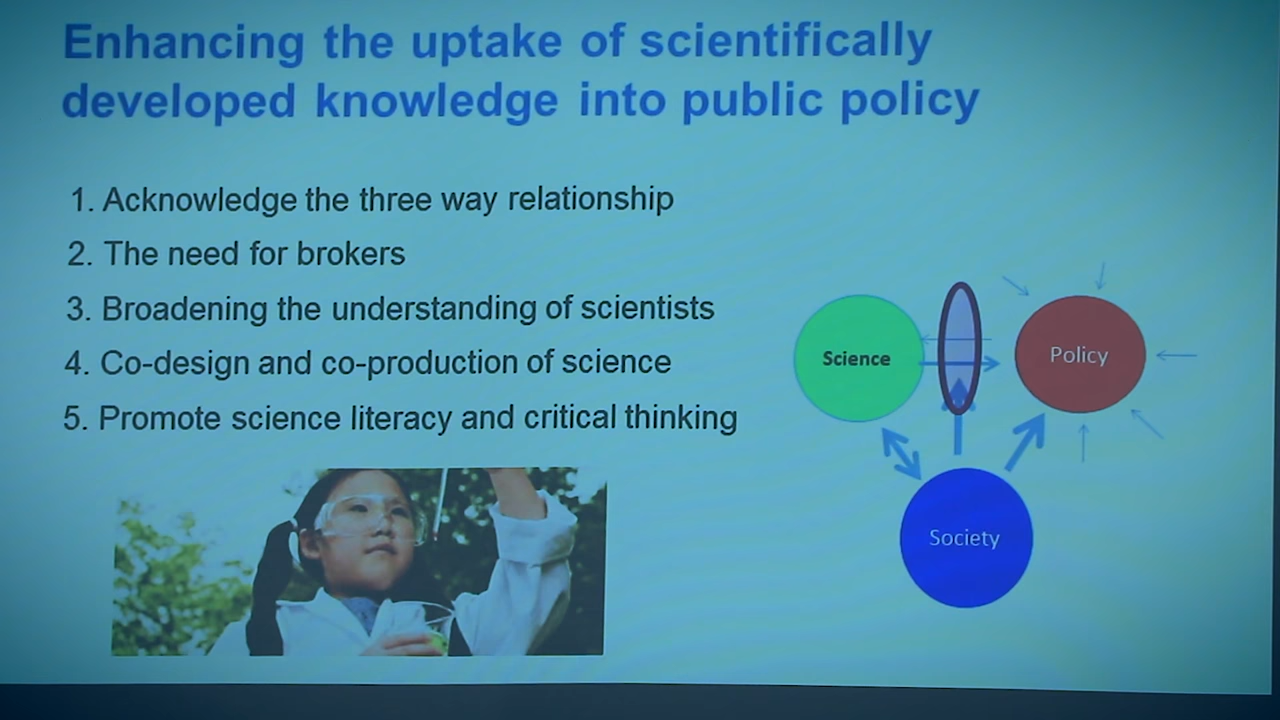 Enhancing the uptake of scientifically
developed knowledge into public policy
1. Acknowledge the three way relationship
2. The need for brokers
3. Broadening the understanding of scientists
4. Co-design and co-production of science
5. Promote science literacy and critical thinking
Science
Policy
Society